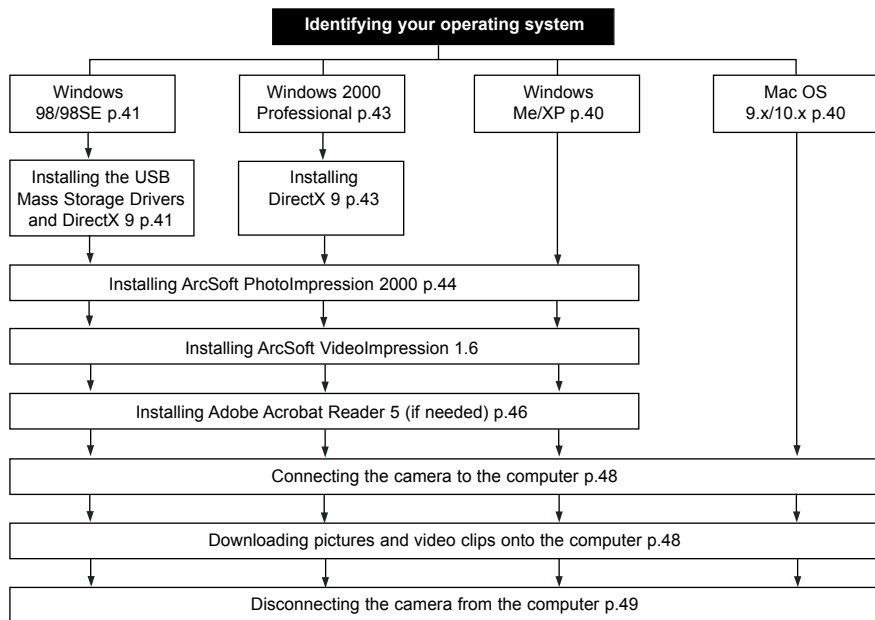 Identifying your operating system
Windows
98/98SE p.41
Windows 2000
Professional p.43
Windows
Me/XP p.40
Mac OS
9.x/10.x p.40
Installing the USB
Mass Storage Drivers
and DirectX 9 p.41
Installing
DirectX 9 p.43
Installing ArcSoft PhotoImpression 2000 p.44
Installing ArcSoft VideoImpression 1.6
Installing Adobe Acrobat Reader 5 (if needed) p.46
Connecting the camera to the computer p.48
Downloading pictures and video clips onto the computer p.48
Disconnecting the camera from the computer p.49